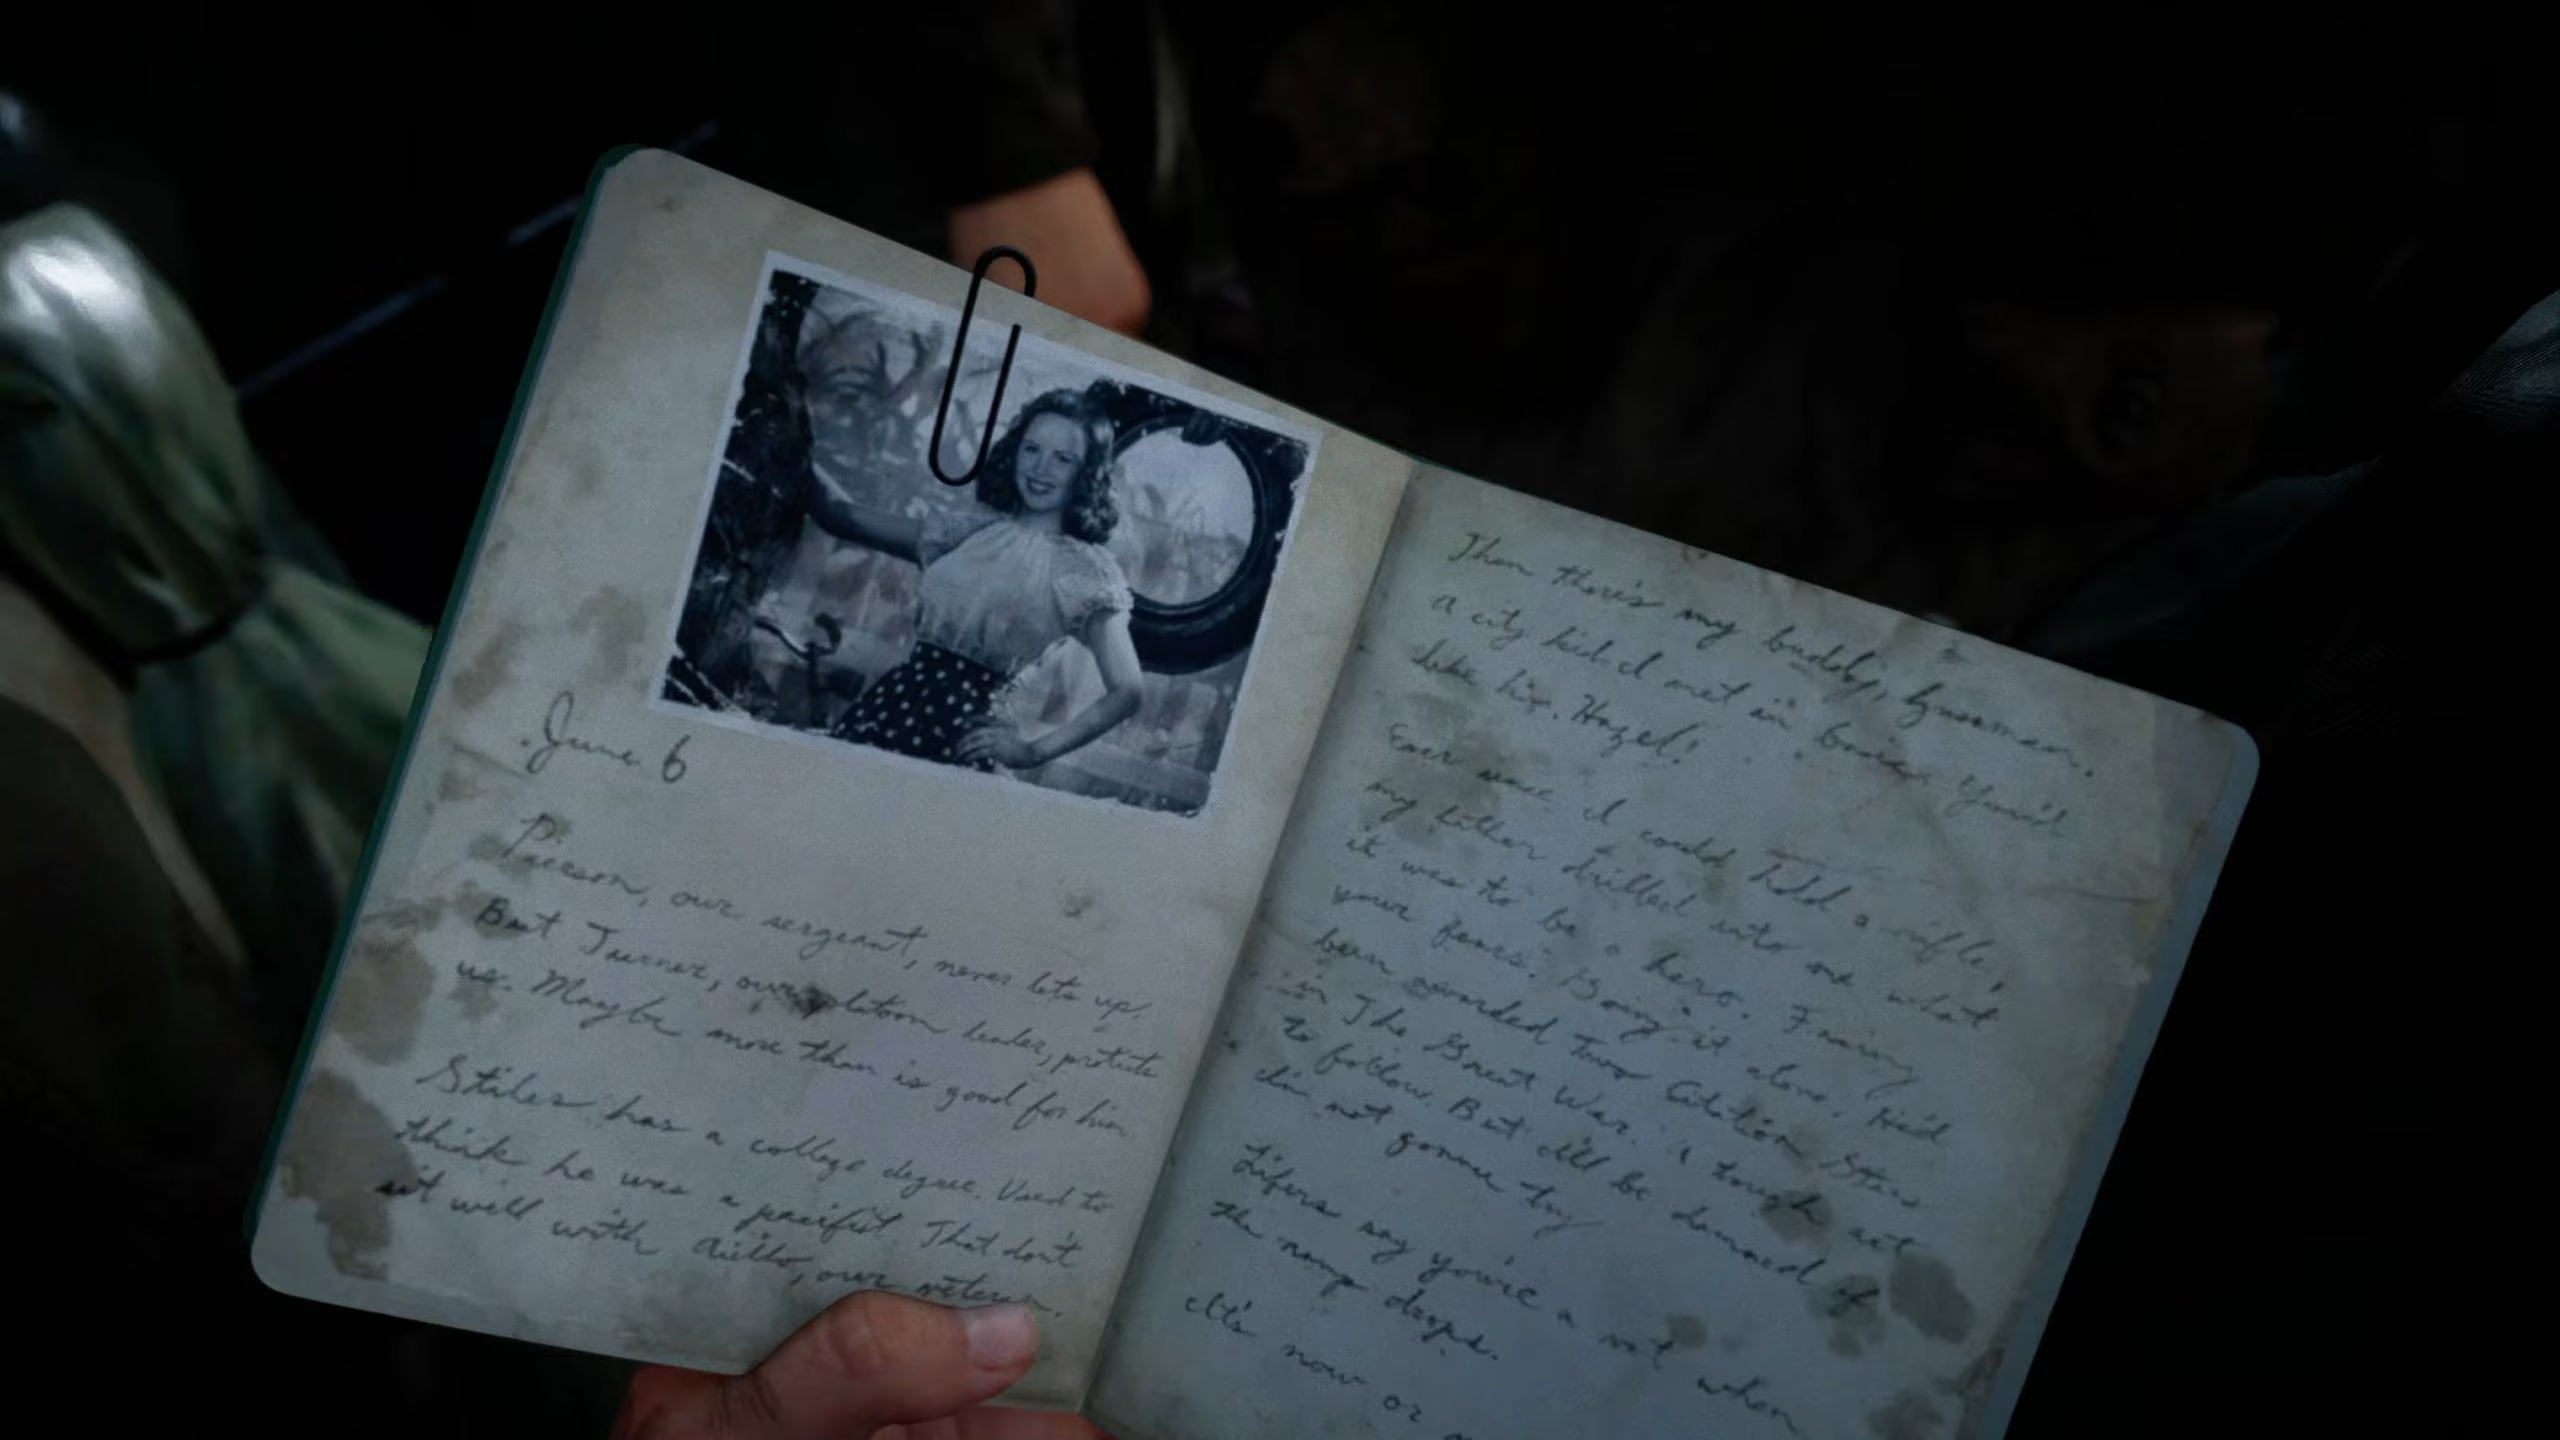 June 6
Pierson, our sergeant, never lets up.
But Turner, our platoon leader, protects
us. Maybe more than is good for him
Stiles has a college degree. Used to
think he was a pacifist. That don't
sit well with Aiello, our veteran.
Then there's my buddy, Zussman.
A city kid I met in basic. You'd
like him. Hazel!
Ever since I could hold a rifle,
my father drilled into me what
it was to be a hero. Facing
your fears. Doing it alone. He'd
been awarded Two Citation Stars
in The Great War. A tough act
to follow. But I'll be damned if
I'm not gonna try
Lifers say you're a vet when
the ramp drops.
It's now or